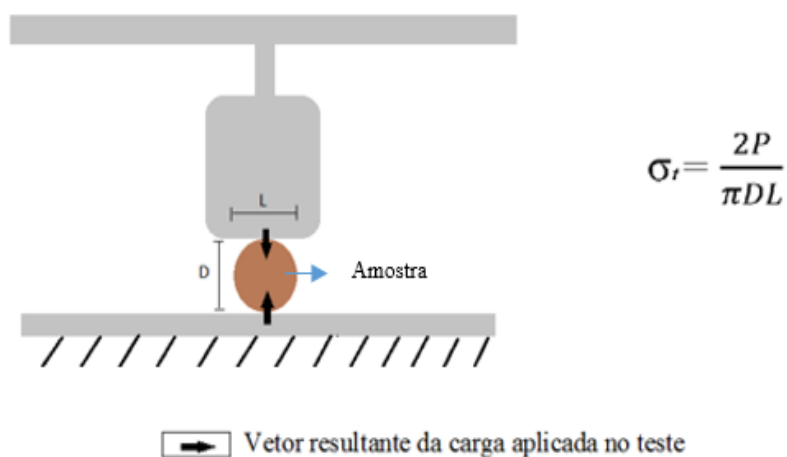 L
D
Amostra
σt = 2P / πDL
Vetor resultante da carga aplicada no teste